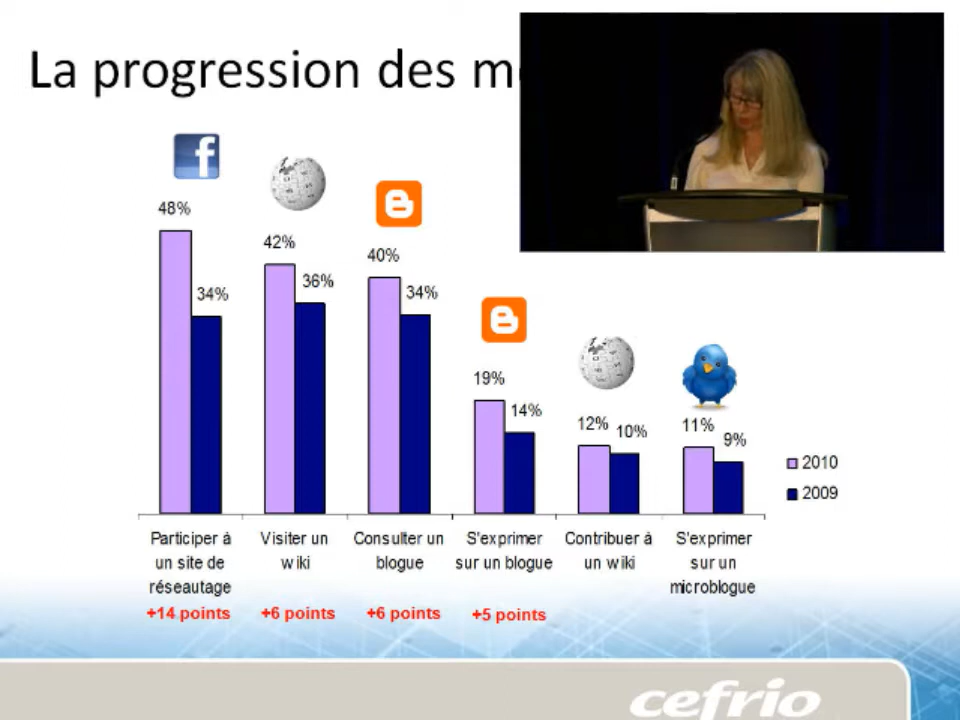 La progression des m
48%
34%
42%
36%
40%
34%
19%
14%
12%
10%
11%
9%
2010
2009
Participer à
un site de
réseautage
Visiter un
wiki
Consulter un
blogue
S'exprimer
sur un blogue
Contribuer à
un wiki
S'exprimer
sur un
microblogue
+14 points
+6 points
+6 points
+5 points
cefrio